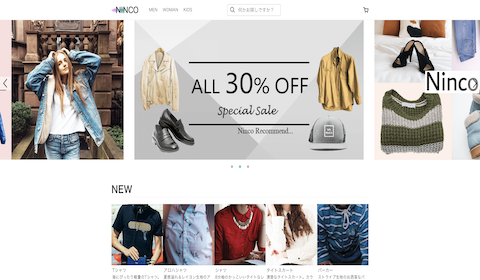 NiNCO
MEN WOMAN KIDS
何かお探しですか?
ALL 30% OFF
Special Sale
Ninco Recommend...
Ninco
NEW
Tシャツ
アロハシャツ
シャツ
タイトスカート
パーカー